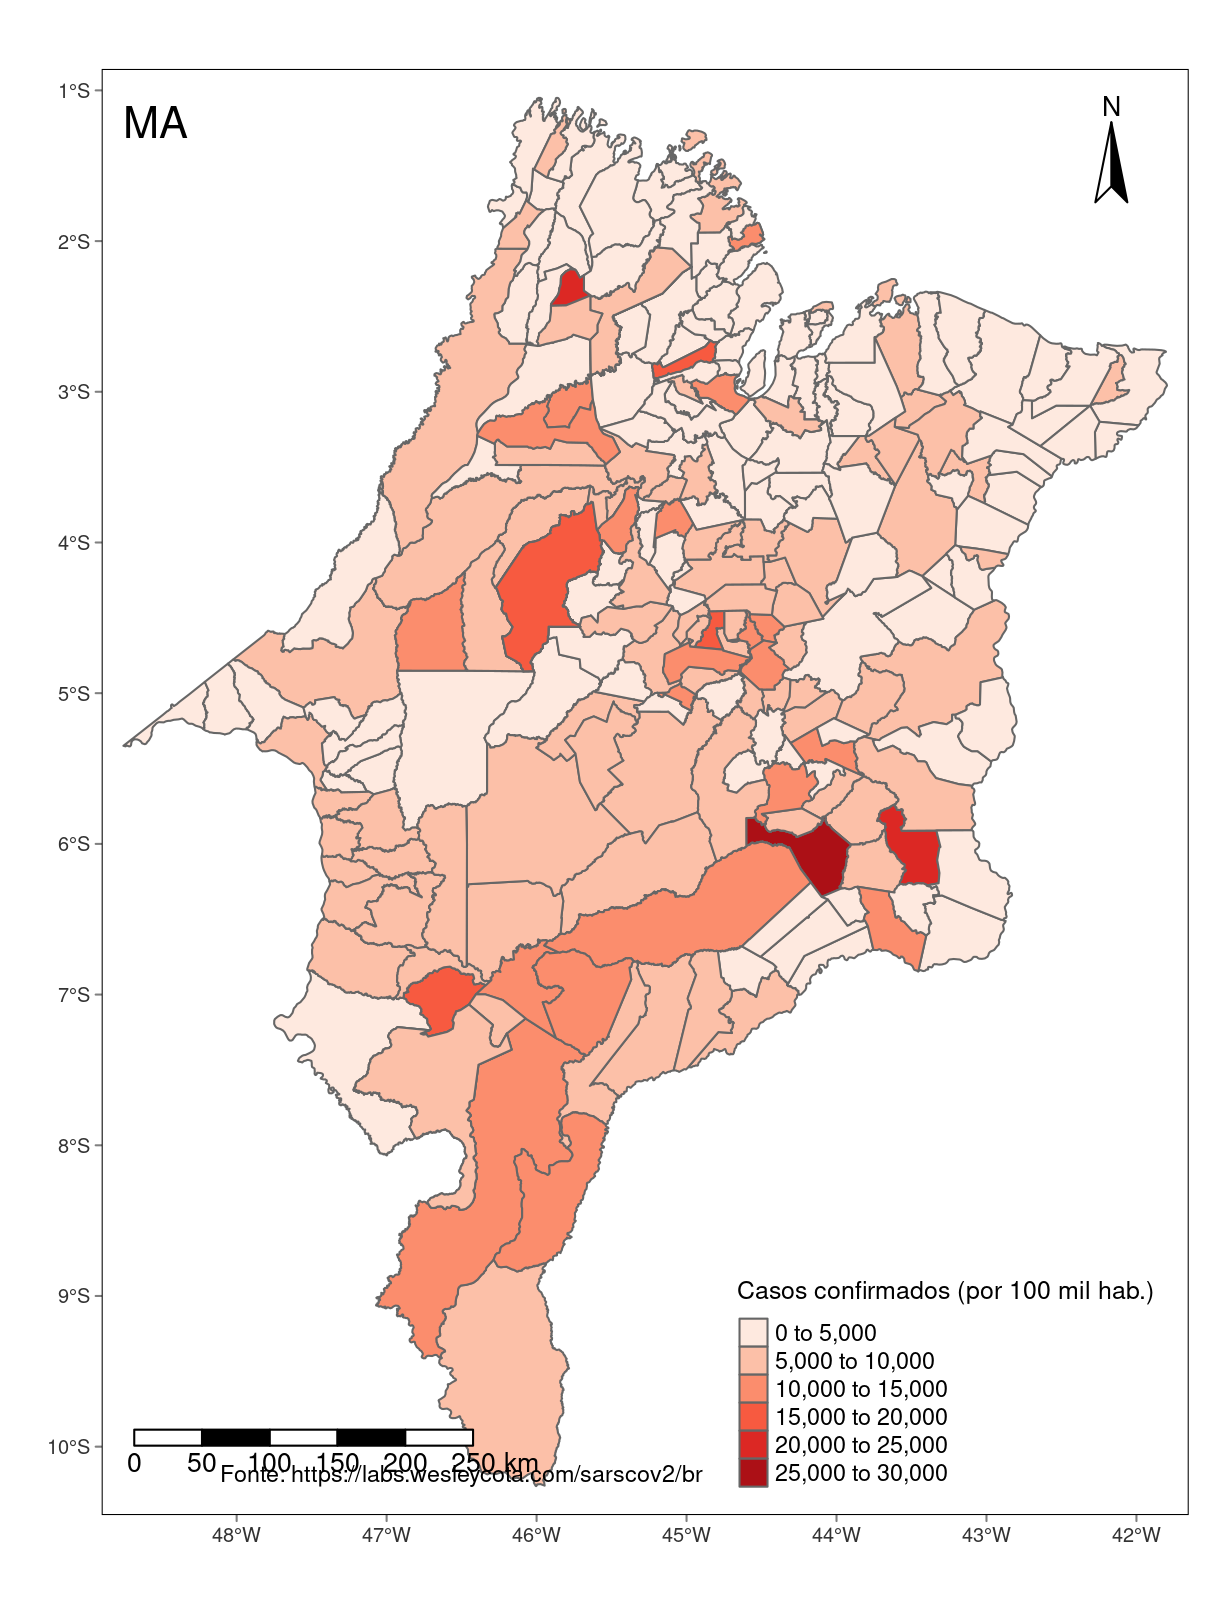 MA
N
1°S
2°S
3°S
4°S
5°S
6°S
7°S
8°S
9°S
10°S
Casos confirmados (por 100 mil hab.)
0 to 5,000
5,000 to 10,000
10,000 to 15,000
15,000 to 20,000
20,000 to 25,000
25,000 to 30,000
0 50 100 150 200 250 km
Fonte: https://labs.wesleycota.com/sarscov2/br
48°W 47°W 46°W 45°W 44°W 43°W 42°W